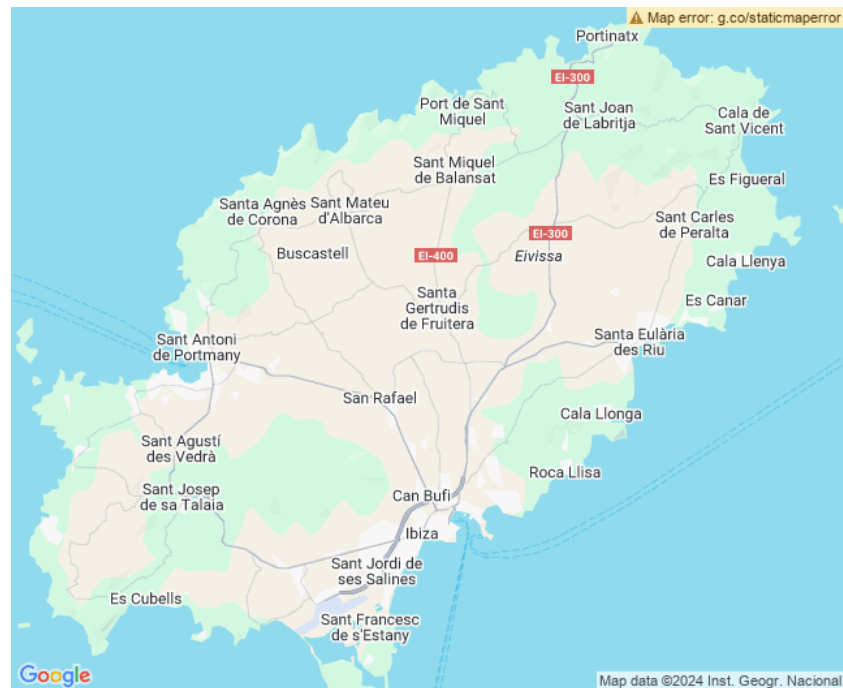 Map error: g.co/staticmaperror
Portinatx
EI-300
Port de Sant
Miquel
Sant Joan
de Labritja
Cala de
Sant Vicent
Sant Miquel
de Balansat
Es Figueral
Santa Agnès
de Corona
Sant Mateu
d'Albarca
Sant Carles
de Peralta
EI-300
Buscastell
EI-400
Eivissa
Cala Llenya
Santa
Gertrudis
de Fruitera
Es Canar
Sant Antoni
de Portmany
Santa Eulària
des Riu
San Rafael
Cala Llonga
Sant Agustí
des Vedrà
Roca Llisa
Sant Josep
de sa Talaia
Can Bufi
Ibiza
Sant Jordi de
ses Salines
Es Cubells
Sant Francesc
de s'Estany
Google
Map data ©2024 Inst. Geogr. Nacional